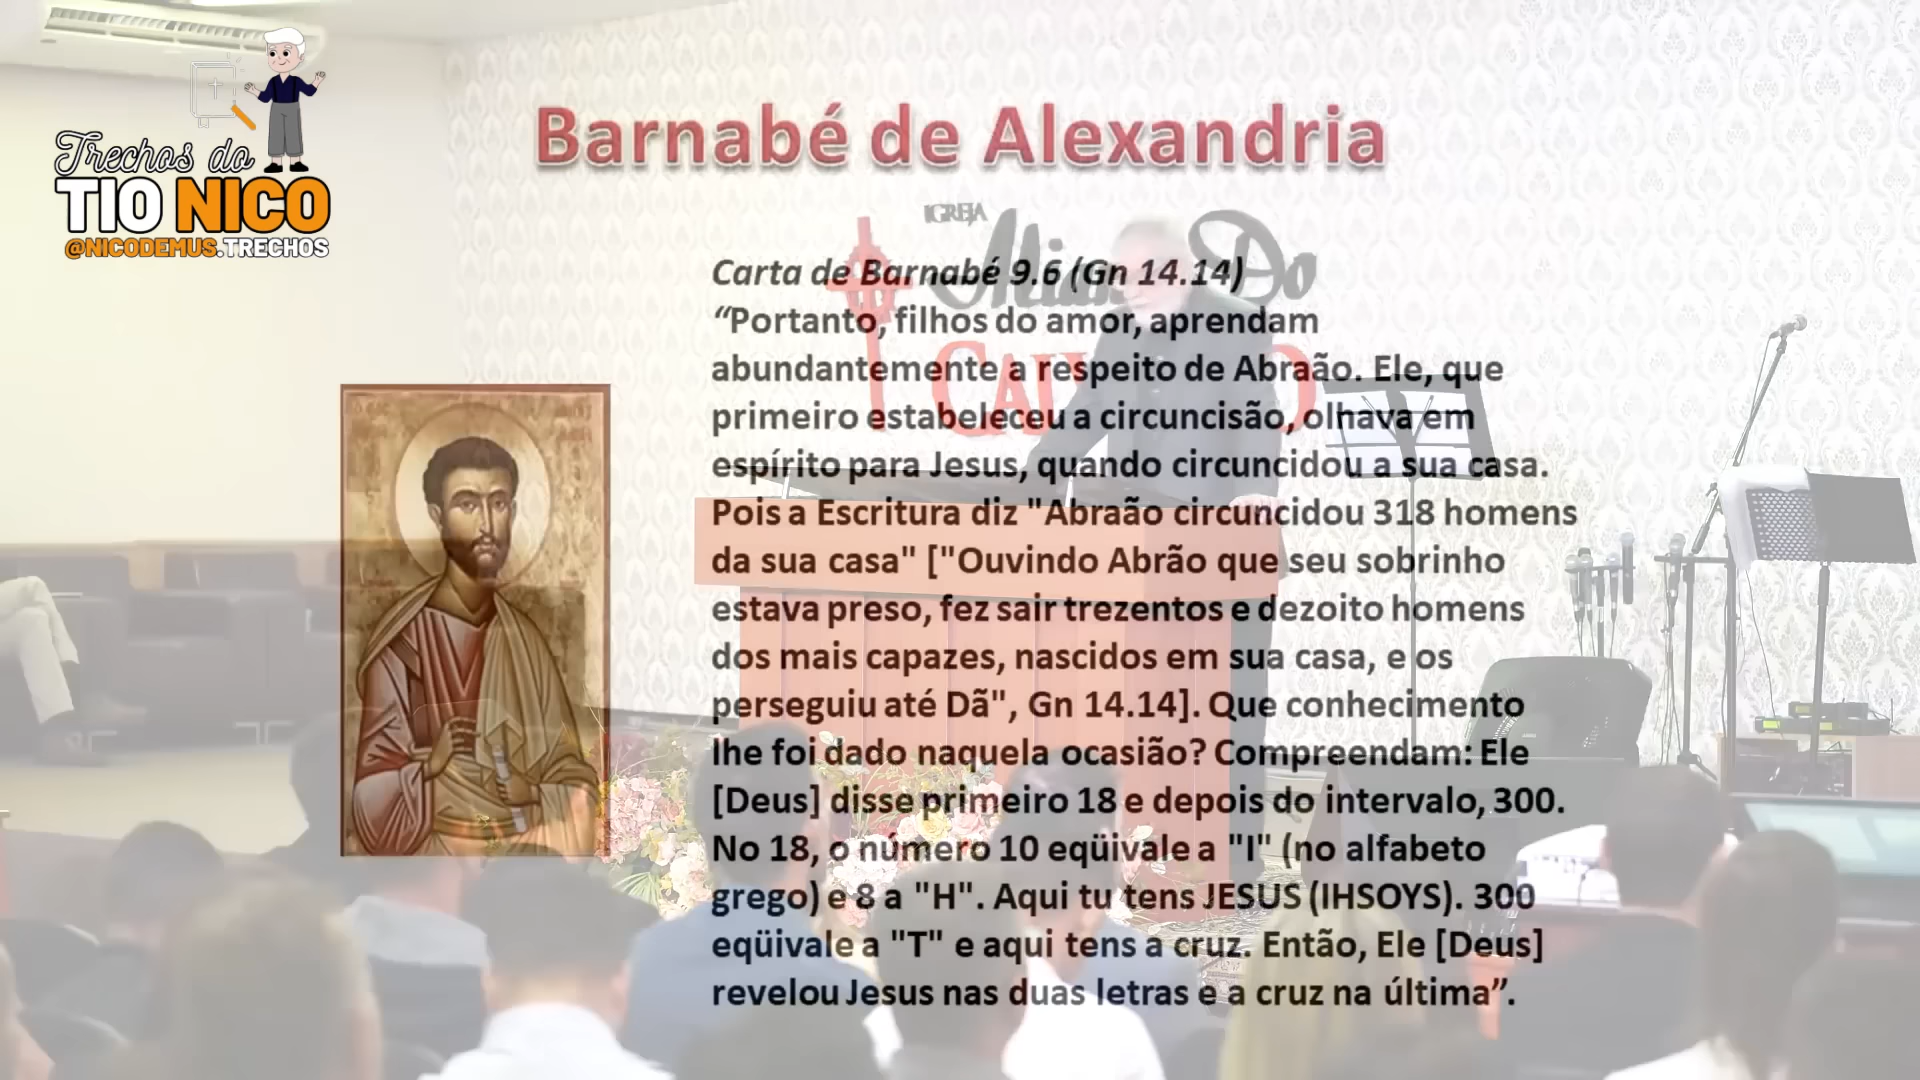 Trechos do
TIO NICO
@NICODEMUS.TRECHOS
Barnabé de Alexandria
IGREJA
Do
Carta de Barnabé 9.6 (Gn 14.14)
“Portanto, filhos do amor, aprendam
abundantemente a respeito de Abraão. Ele, que
primeiro estabeleceu a circuncisão, olhava em
espírito para Jesus, quando circuncidou a sua casa.
Pois a Escritura diz "Abraão circuncidou 318 homens
da sua casa" ["Ouvindo Abrão que seu sobrinho
estava preso, fez sair trezentos e dezoito homens
dos mais capazes, nascidos em sua casa, e os
perseguiu até Dã", Gn 14.14]. Que conhecimento
lhe foi dado naquela ocasião? Compreendam: Ele
[Deus] disse primeiro 18 e depois do intervalo, 300.
No 18, o número 10 eqüivale a "I" (no alfabeto
grego) e 8 a "H". Aqui tu tens JESUS (IHSOYS). 300
eqüivale a "T" e aqui tens a cruz. Então, Ele [Deus]
revelou Jesus nas duas letras e a cruz na última”.